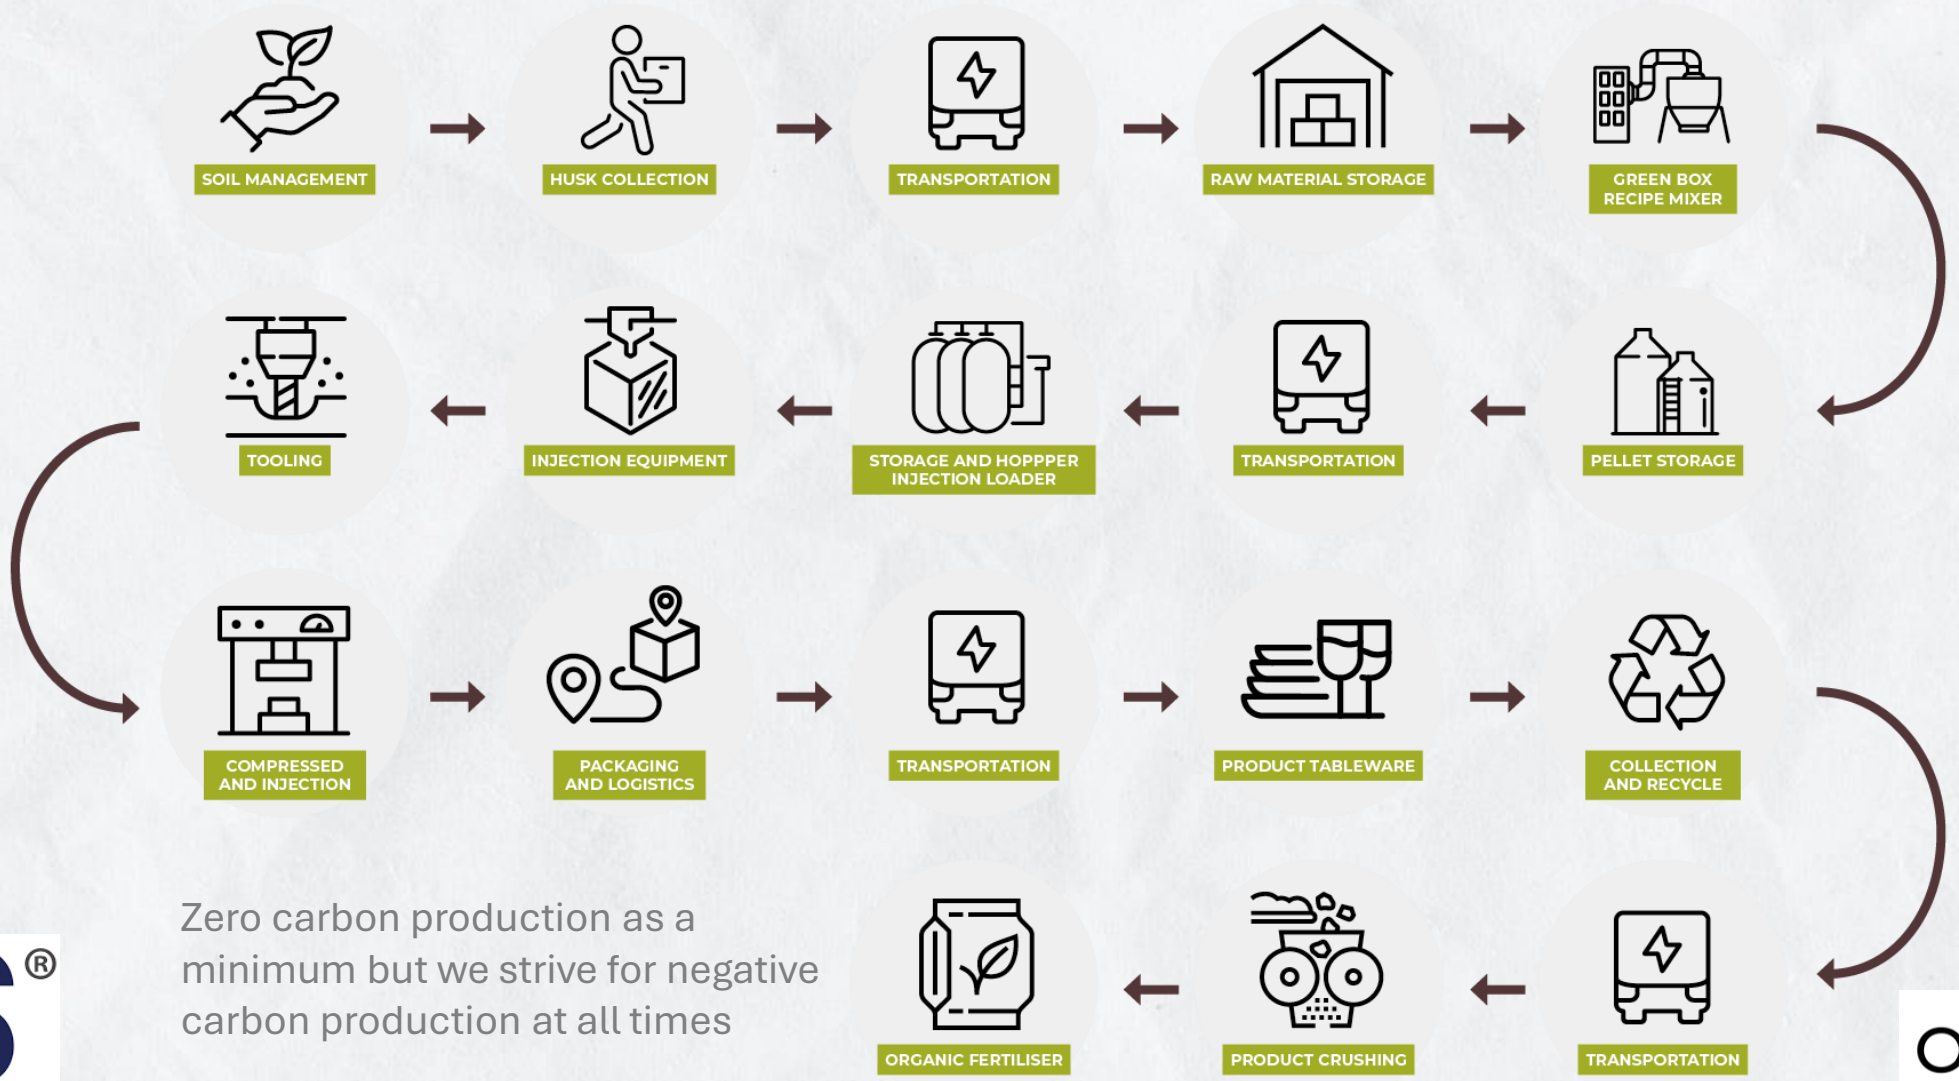 SOIL MANAGEMENT
HUSK COLLECTION
TRANSPORTATION
RAW MATERIAL STORAGE
GREEN BOX
RECIPE MIXER
TOOLING
INJECTION EQUIPMENT
STORAGE AND HOPPPER
INJECTION LOADER
TRANSPORTATION
PELLET STORAGE
COMPRESSED
AND INJECTION
PACKAGING
AND LOGISTICS
TRANSPORTATION
PRODUCT TABLEWARE
COLLECTION
AND RECYCLE
Zero carbon production as a
minimum but we strive for negative
carbon production at all times
®
ORGANIC FERTILISER
PRODUCT CRUSHING
TRANSPORTATION